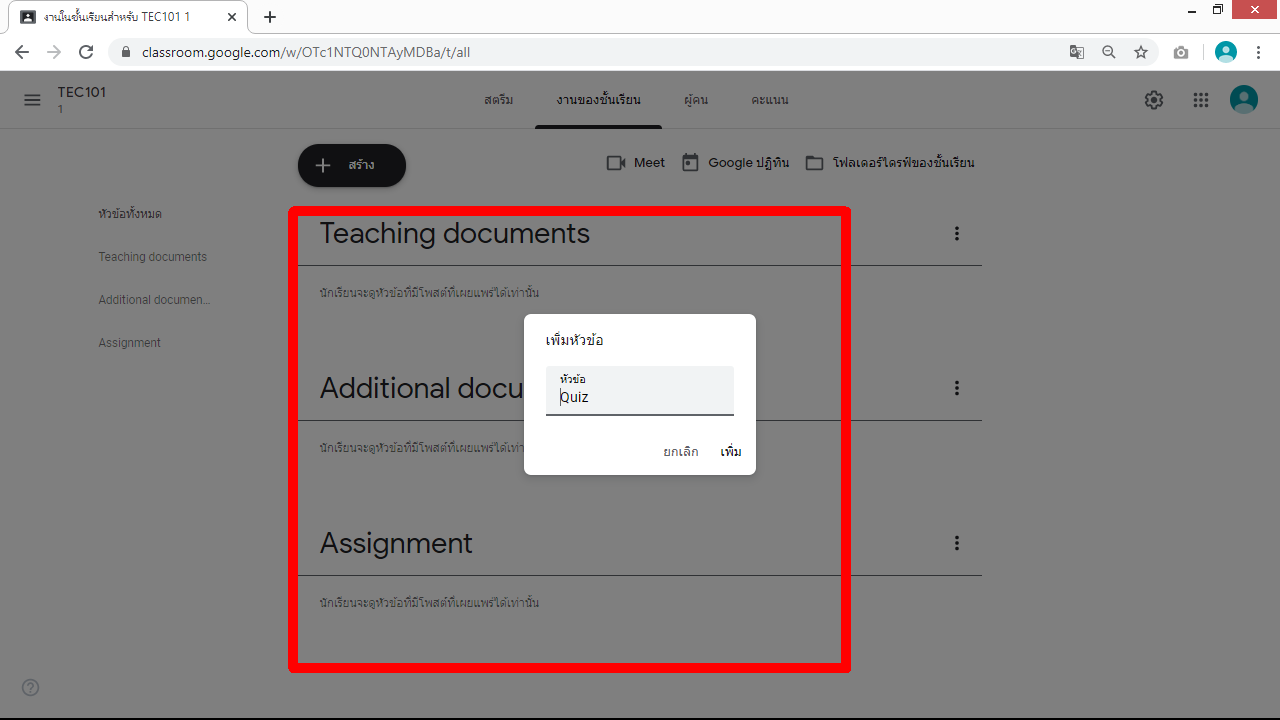 งานในชั้นเรียนสำหรับ TEC101 1
classroom.google.com/w/OTc1NTQ0NTAyMDBa/t/all
TEC101
1
สตรีม งานของชั้นเรียน ผู้คน คะแนน
สร้าง
Meet Google ปฏิทิน โฟลเดอร์ไดรฟ์ของชั้นเรียน
หัวข้อทั้งหมด
Teaching documents
Additional documen...
Assignment
Teaching documents
นักเรียนจะดูหัวข้อที่มีโพสต์ที่เผยแพร่ได้เท่านั้น
Additional docu
นักเรียนจะดูหัวข้อที่มีโพสต์ที่เผยแพร่ได้เท่า
Assignment
นักเรียนจะดูหัวข้อที่มีโพสต์ที่เผยแพร่ได้เท่านั้น
เพิ่มหัวข้อ
หัวข้อ
Quiz
ยกเลิก เพิ่ม